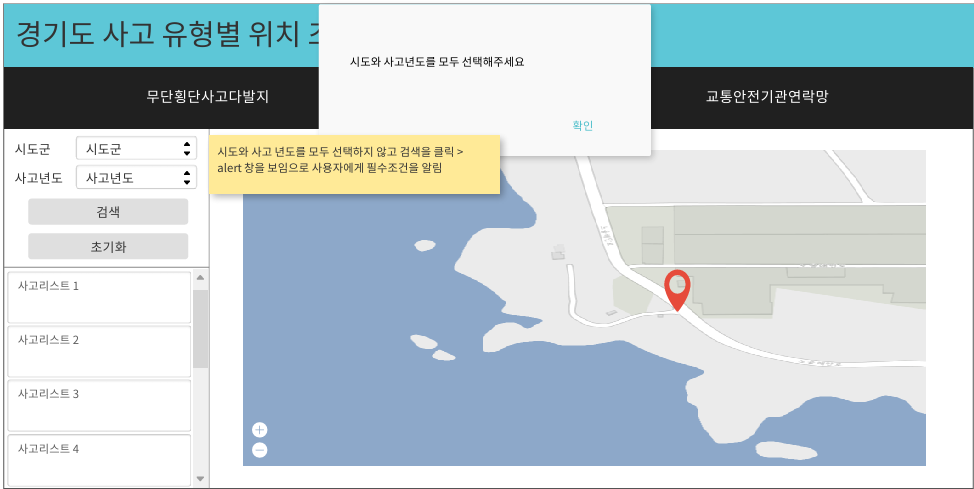 경기도 사고 유형별 위치
시도와 사고년도를 모두 선택해주세요
확인
무단횡단사고다발지
교통안전기관연락망
시도군
시도군
사고년도
사고년도
검색
초기화
시도와 사고 년도를 모두 선택하지 않고 검색을 클릭 >
alert 창을 보임으로 사용자에게 필수조건을 알림
사고리스트 1
사고리스트 2
사고리스트 3
사고리스트 4